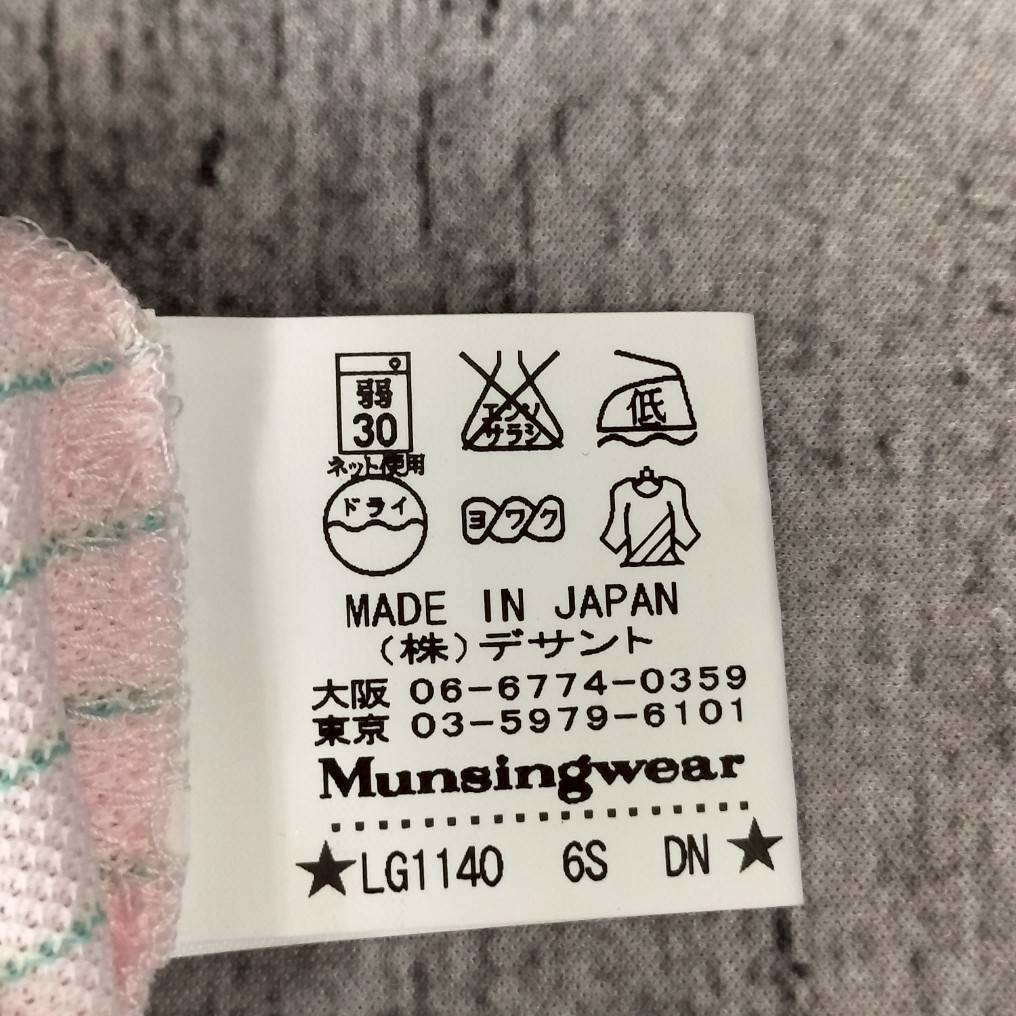 弱
30
ネット使用
エンソ
サラシ
低
ドライ
ヨワク
MADE IN JAPAN
(株)デサント
大阪 06-6774-0359
東京 03-5979-6101
Munsingwear
★LG1140 6S DN★